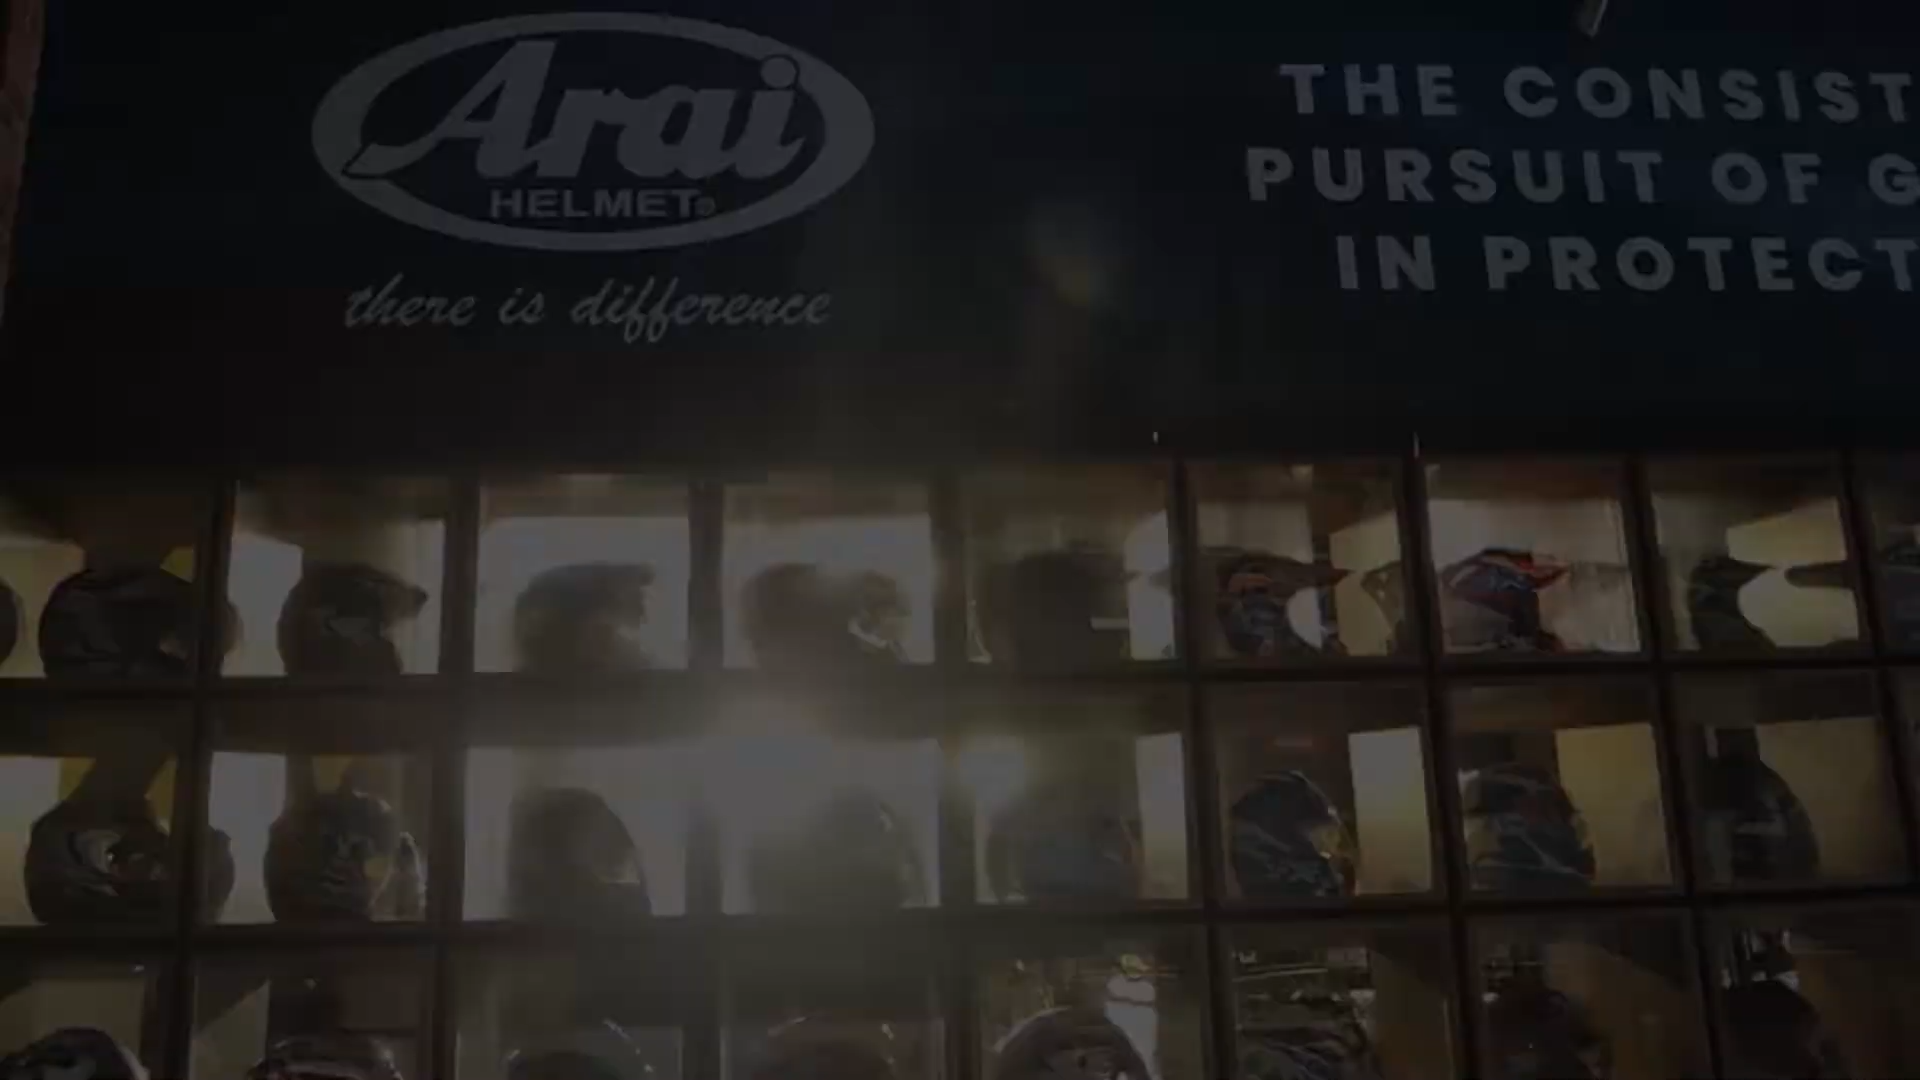 Arai
HELMET®
there is difference
THE CONSIST
PURSUIT OF G
IN PROTECT